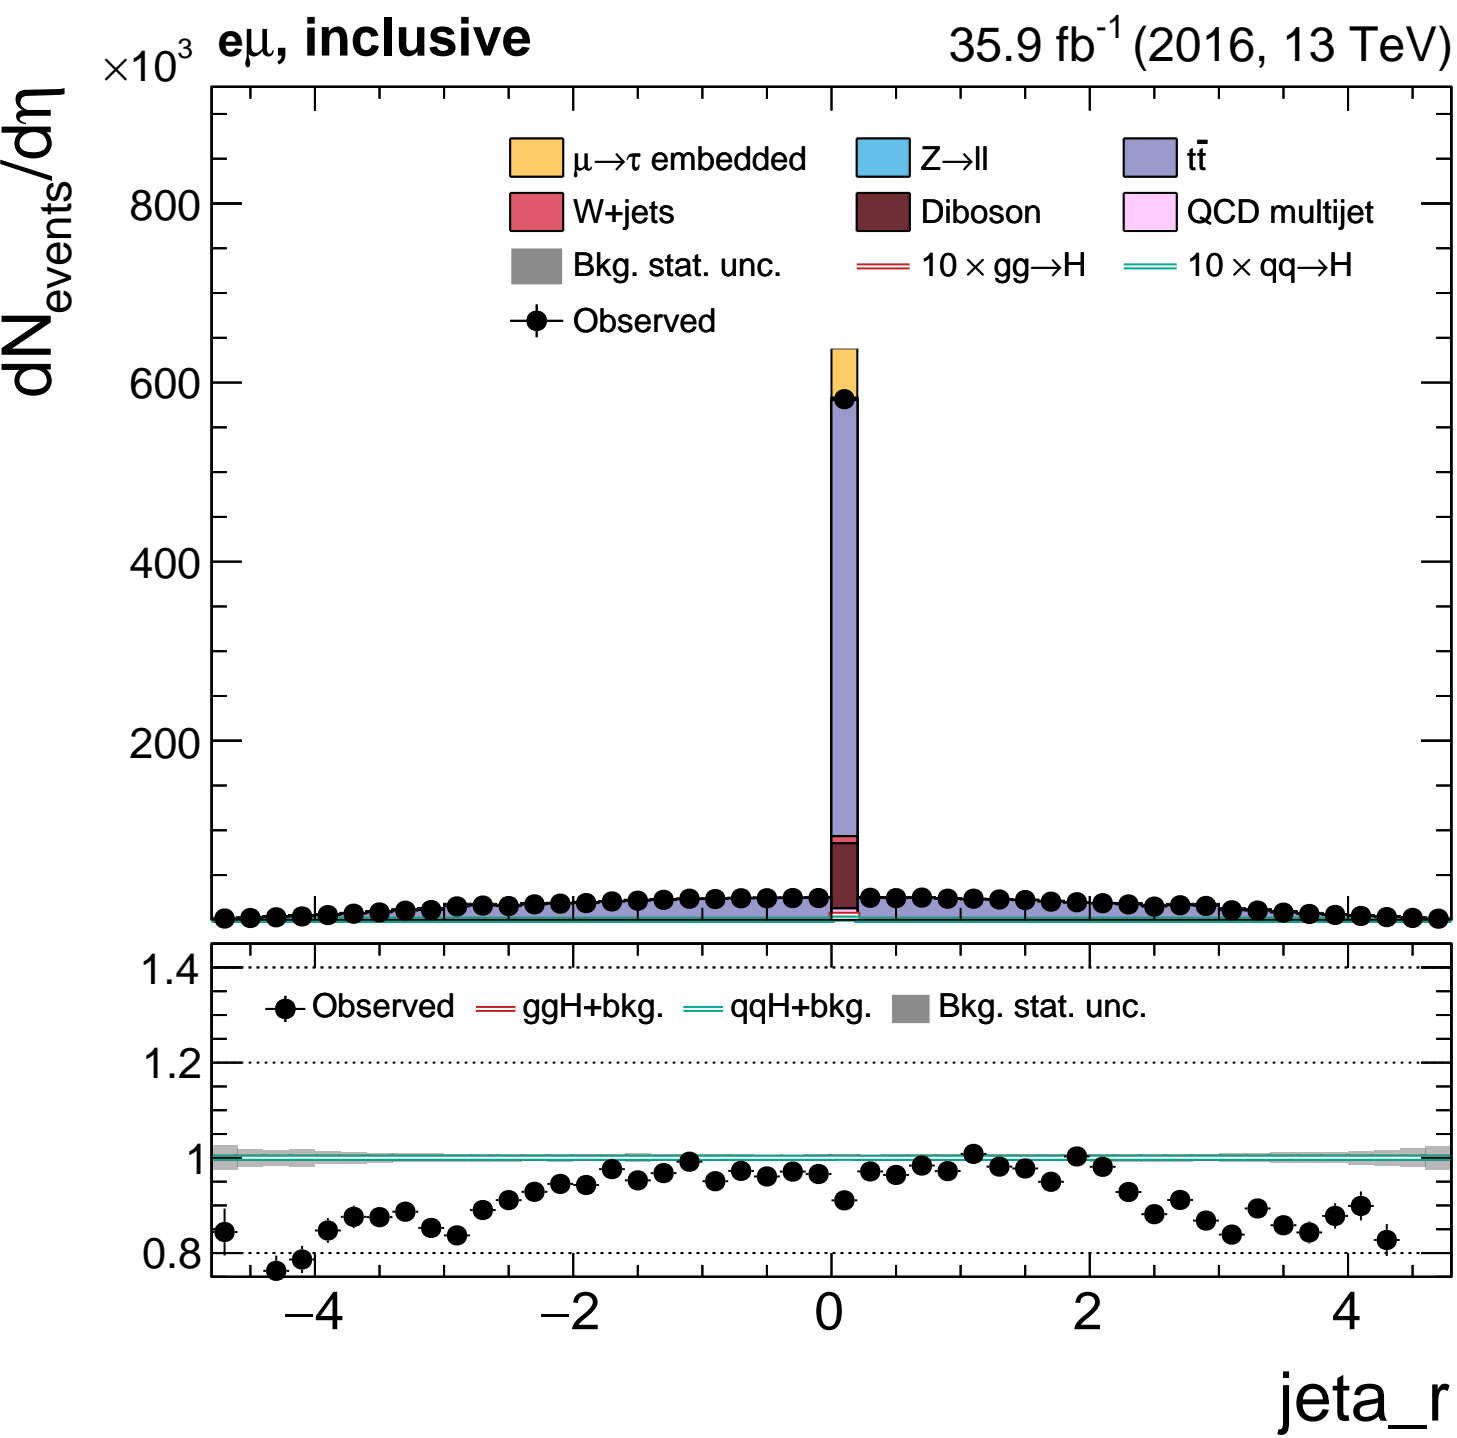 ×10³ eμ, inclusive 35.9 fb⁻¹ (2016, 13 TeV)
dN_events/dη
μ→τ embedded Z→ll tt̄
W+jets Diboson QCD multijet
Bkg. stat. unc. 10 × gg→H 10 × qq→H
Observed
800
600
400
200
1.4
Observed ggH+bkg. qqH+bkg. Bkg. stat. unc.
1.2
1
0.8
−4 −2 0 2 4
jeta_r